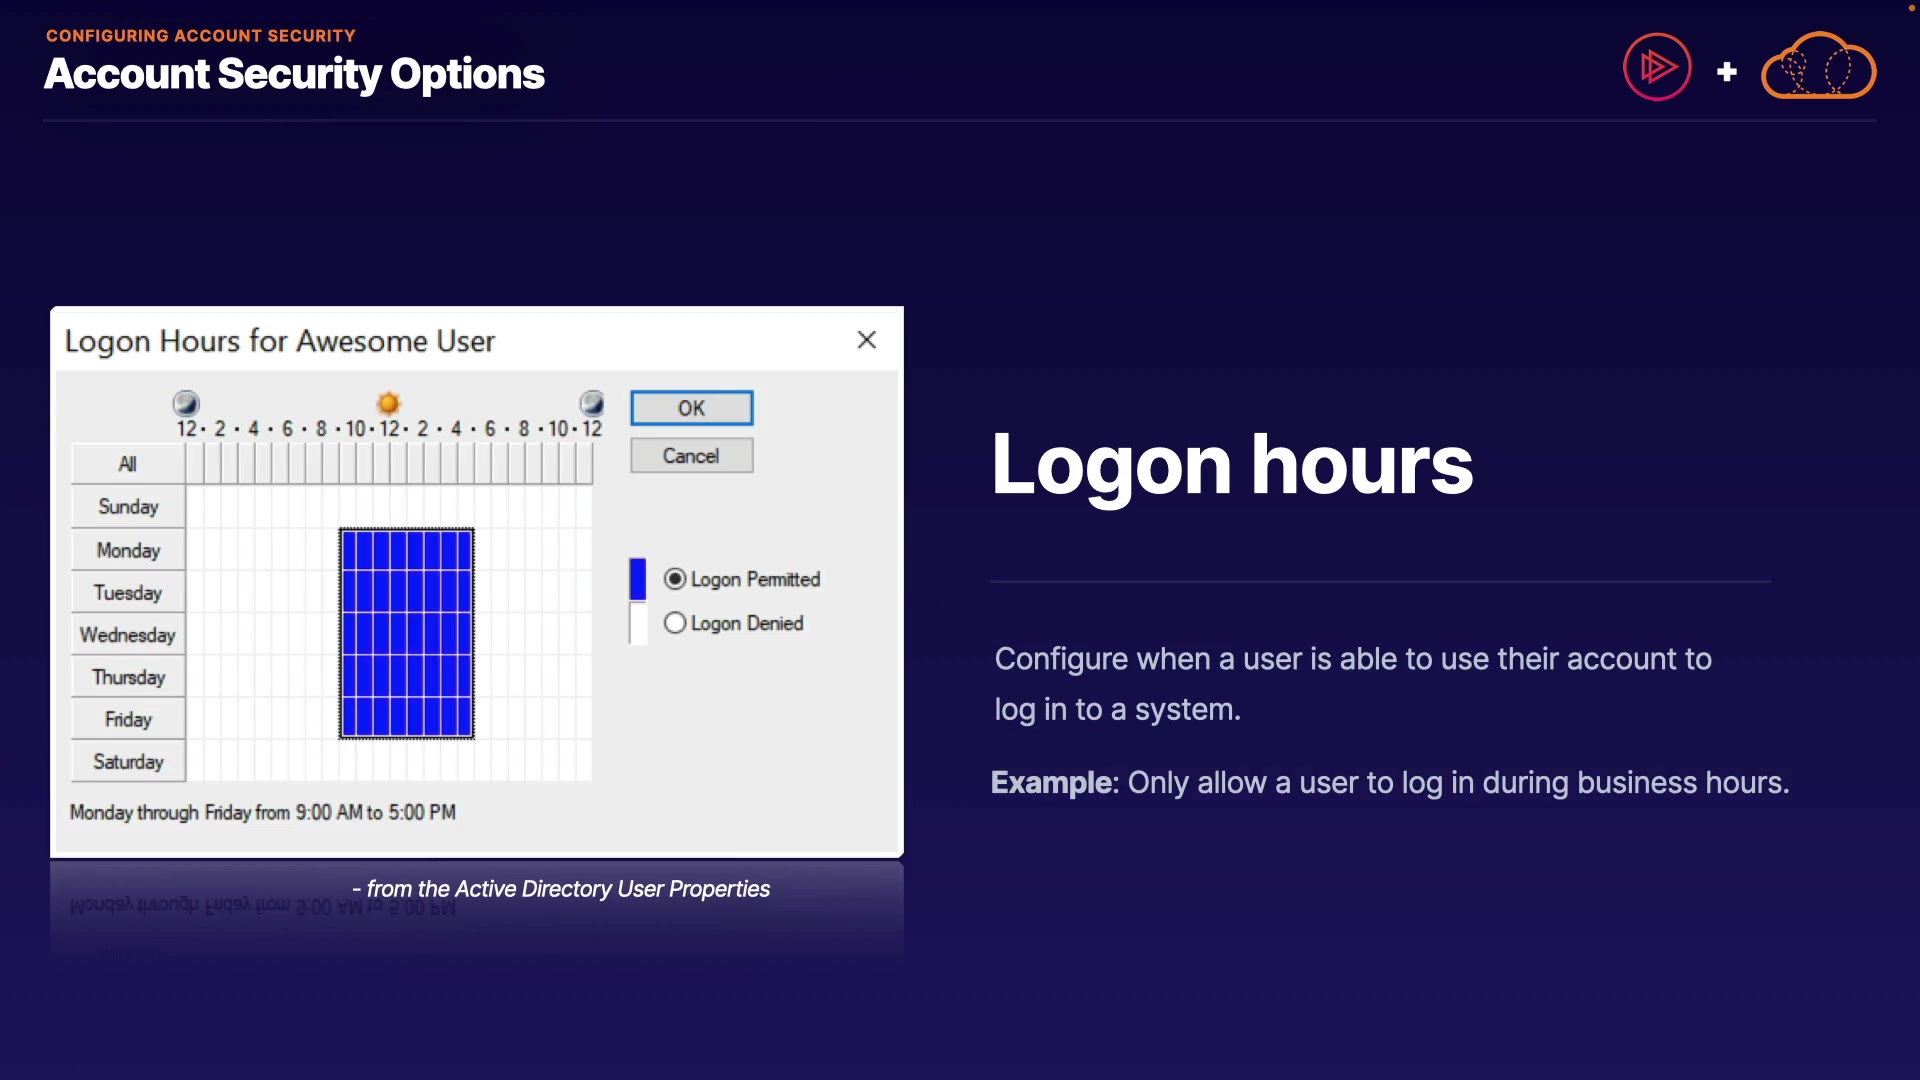 CONFIGURING ACCOUNT SECURITY
Account Security Options
Logon Hours for Awesome User
12 · 2 · 4 · 6 · 8 · 10 · 12 · 2 · 4 · 6 · 8 · 10 · 12
All
Sunday
Monday
Tuesday
Wednesday
Thursday
Friday
Saturday
OK
Cancel
Logon Permitted
Logon Denied
Monday through Friday from 9:00 AM to 5:00 PM
- from the Active Directory User Properties
Logon hours
Configure when a user is able to use their account to
log in to a system.
Example: Only allow a user to log in during business hours.